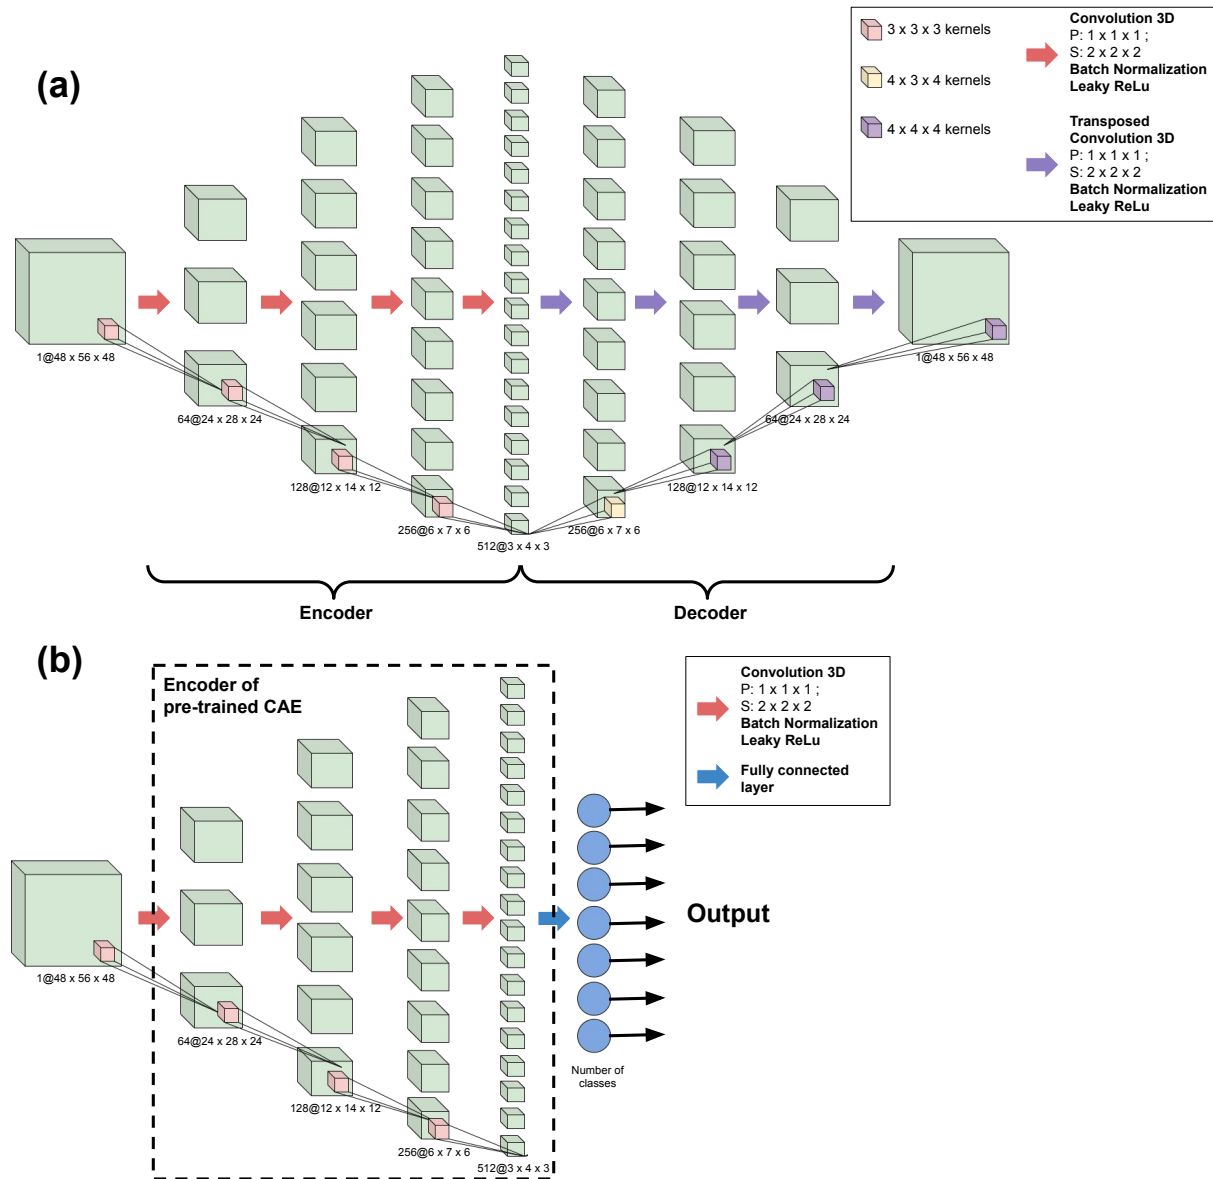 (a)
3 x 3 x 3 kernels
4 x 3 x 4 kernels
4 x 4 x 4 kernels
Convolution 3D
P: 1 x 1 x 1 ;
S: 2 x 2 x 2
Batch Normalization
Leaky ReLu
Transposed
Convolution 3D
P: 1 x 1 x 1 ;
S: 2 x 2 x 2
Batch Normalization
Leaky ReLu
1@48 x 56 x 48
64@24 x 28 x 24
128@12 x 14 x 12
256@6 x 7 x 6
512@3 x 4 x 3
256@6 x 7 x 6
128@12 x 14 x 12
64@24 x 28 x 24
1@48 x 56 x 48
Encoder
Decoder
(b)
Encoder of
pre-trained CAE
Convolution 3D
P: 1 x 1 x 1 ;
S: 2 x 2 x 2
Batch Normalization
Leaky ReLu
Fully connected
layer
1@48 x 56 x 48
64@24 x 28 x 24
128@12 x 14 x 12
256@6 x 7 x 6
512@3 x 4 x 3
Number of
classes
Output